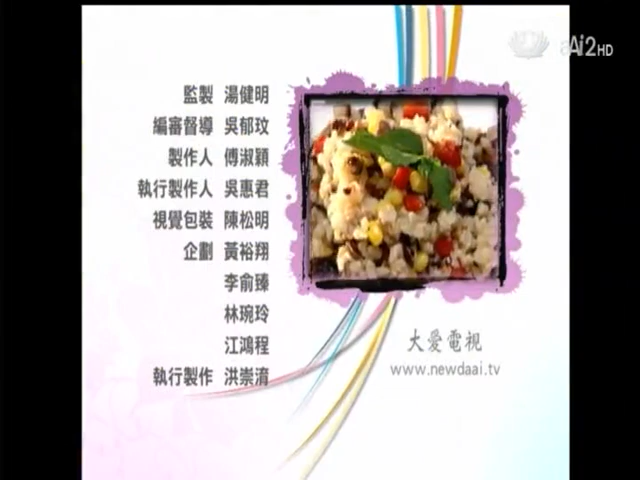 aAi2HD
監製 湯健明
編審督導 吳郁玟
製作人 傅淑穎
執行製作人 吳惠君
視覺包裝 陳松明
企劃 黃裕翔
李俞臻
林琬玲
江鴻程
執行製作 洪崇淯
大愛電視
www.newdaai.tv